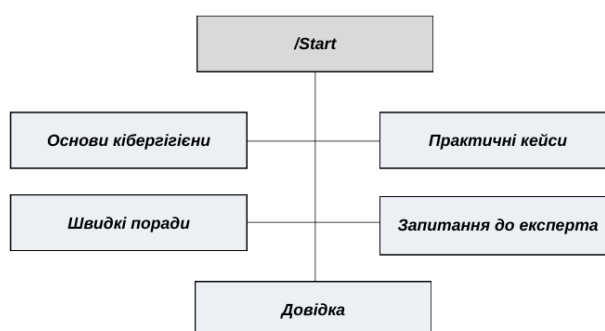 /Start
Основи кібергігієни
Практичні кейси
Швидкі поради
Запитання до експерта
Довідка